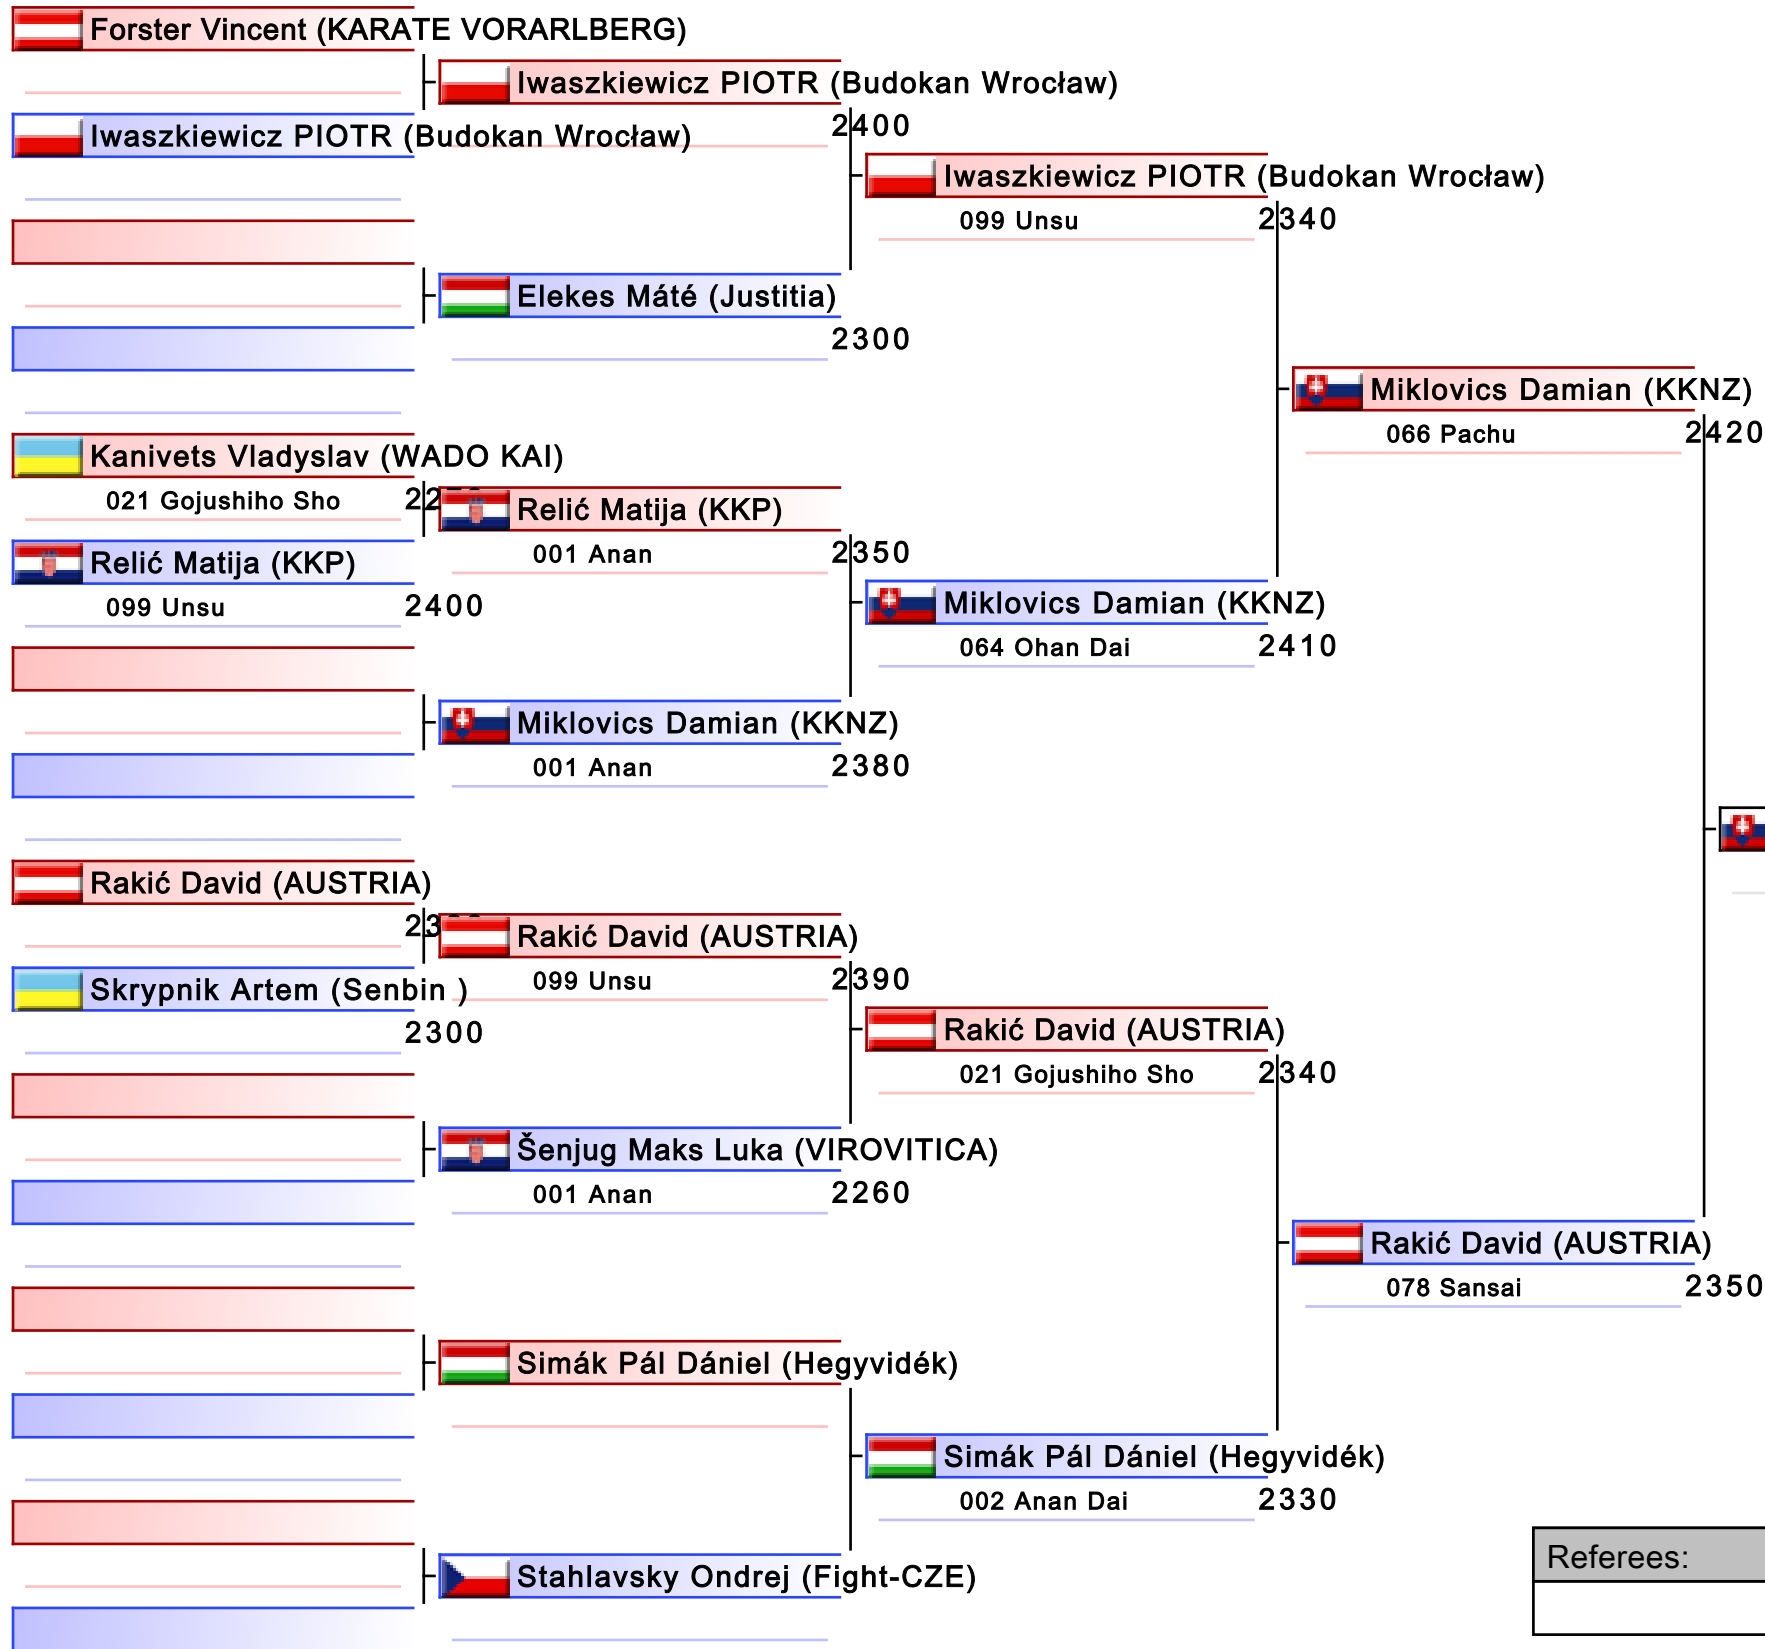 Forster Vincent (KARATE VORARLBERG)
Iwaszkiewicz PIOTR (Budokan Wrocław)
Kanivets Vladyslav (WADO KAI)
021 Gojushiho Sho
Relić Matija (KKP)
099 Unsu 2400
Rakić David (AUSTRIA)
Skrypnik Artem (Senbin )
2300
Iwaszkiewicz PIOTR (Budokan Wrocław)
2400
Elekes Máté (Justitia)
2300
Relić Matija (KKP)
001 Anan 2350
Miklovics Damian (KKNZ)
001 Anan 2380
Rakić David (AUSTRIA)
099 Unsu 2390
Šenjug Maks Luka (VIROVITICA)
001 Anan 2260
Simák Pál Dániel (Hegyvidék)
Stahlavsky Ondrej (Fight-CZE)
Iwaszkiewicz PIOTR (Budokan Wrocław)
099 Unsu 2340
Miklovics Damian (KKNZ)
064 Ohan Dai 2410
Rakić David (AUSTRIA)
021 Gojushiho Sho 2340
Simák Pál Dániel (Hegyvidék)
002 Anan Dai 2330
Miklovics Damian (KKNZ)
066 Pachu 2420
Rakić David (AUSTRIA)
078 Sansai 2350
Referees: